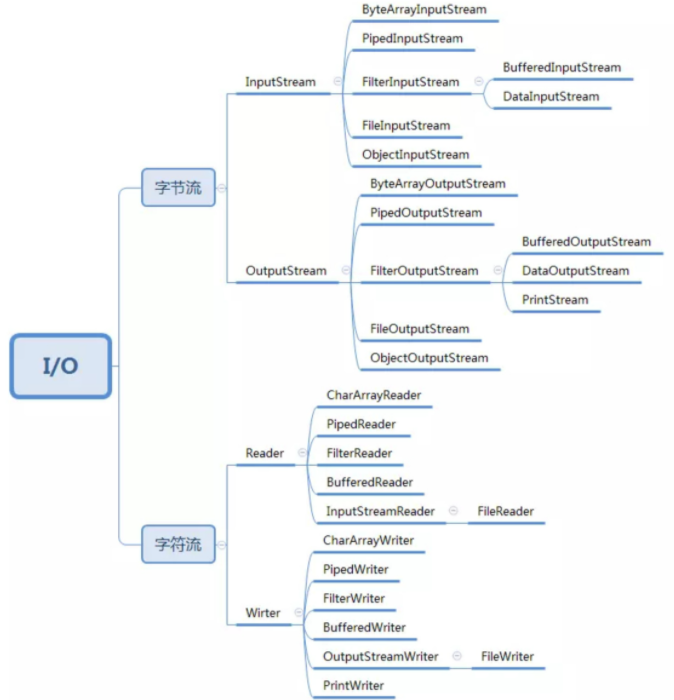 I/O
字节流
InputStream
ByteArrayInputStream
PipedInputStream
FilterInputStream
BufferedInputStream
DataInputStream
FileInputStream
ObjectInputStream
OutputStream
ByteArrayOutputStream
PipedOutputStream
FilterOutputStream
BufferedOutputStream
DataOutputStream
PrintStream
FileOutputStream
ObjectOutputStream
字符流
Reader
CharArrayReader
PipedReader
FilterReader
BufferedReader
InputStreamReader
FileReader
Wirter
CharArrayWriter
PipedWriter
FilterWriter
BufferedWriter
OutputStreamWriter
FileWriter
PrintWriter